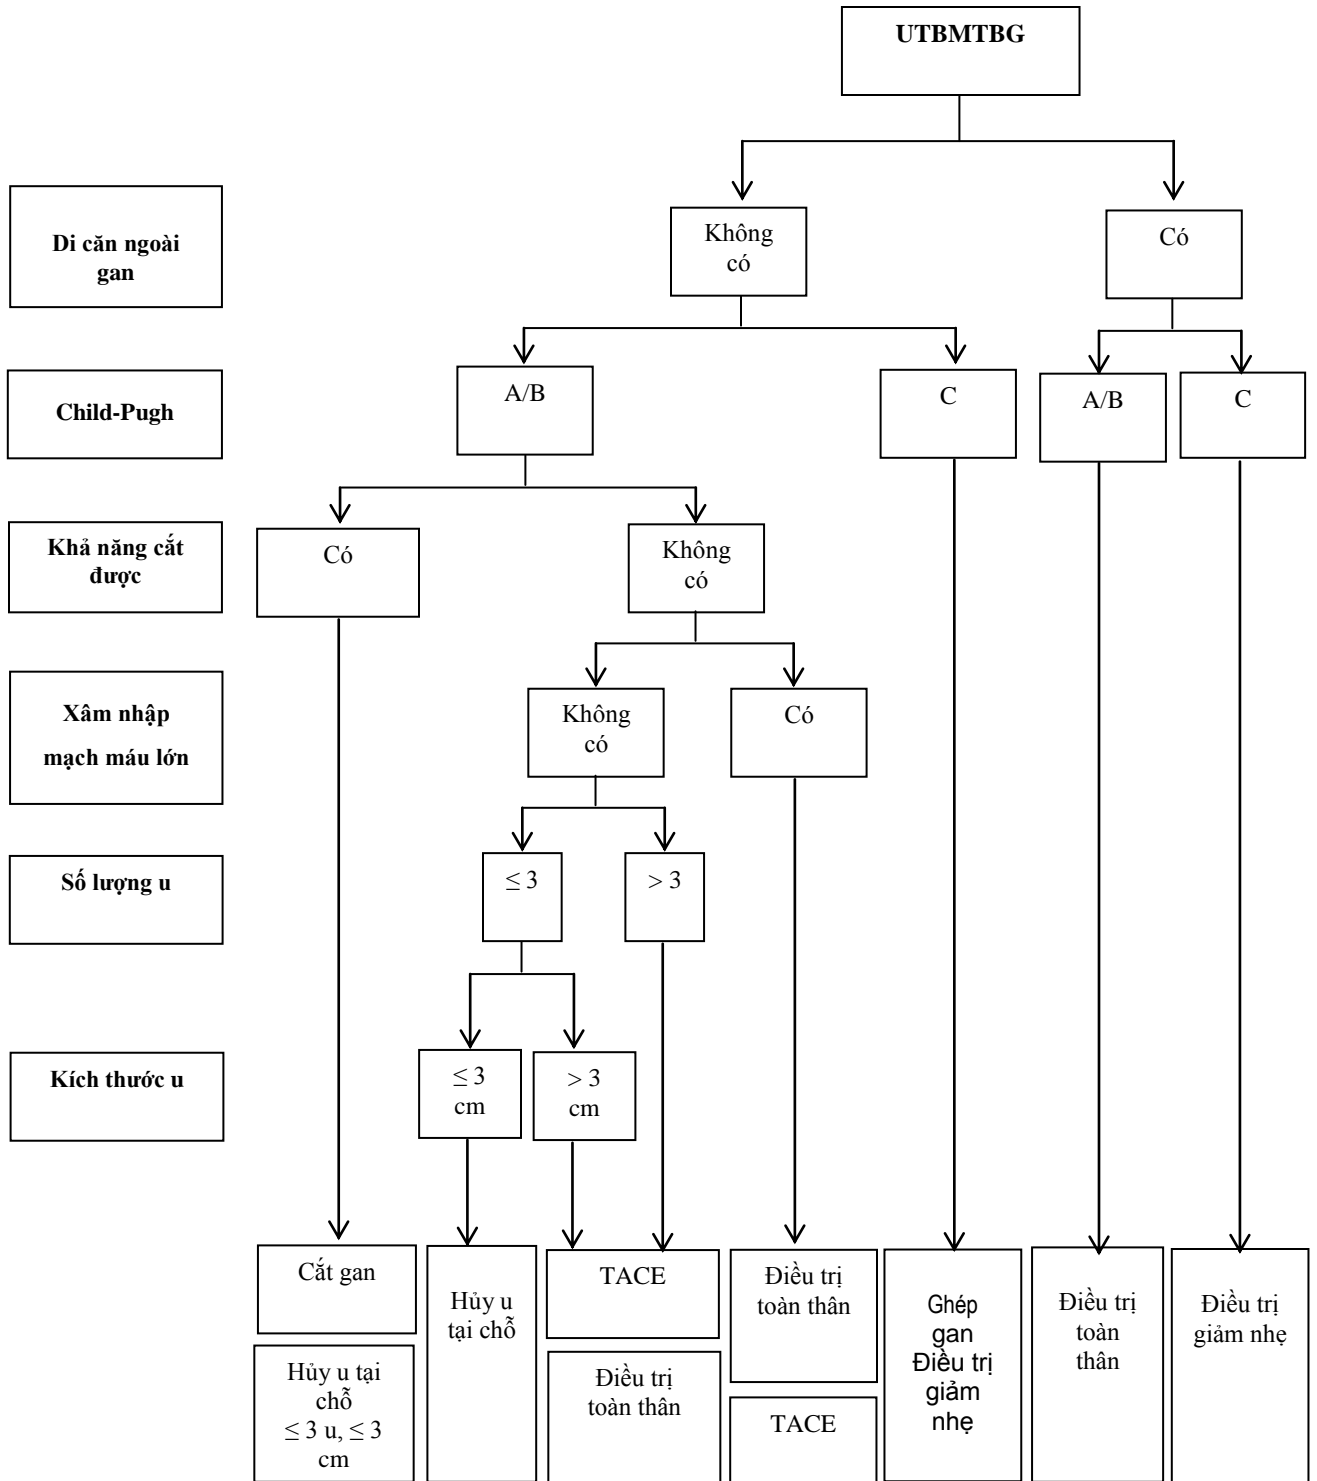 UTBMTBG
Di căn ngoài
gan
Không
có
Có
Child-Pugh
A/B
C
A/B
C
Khả năng cắt
được
Có
Không
có
Xâm nhập
mạch máu lớn
Không
có
Có
Số lượng u
≤ 3
> 3
Kích thước u
≤ 3
cm
> 3
cm
Cắt gan
Hủy u tại
chỗ
≤ 3 u, ≤ 3
cm
Hủy u
tại chỗ
TACE
Điều trị
toàn thân
Điều trị
toàn thân
TACE
Ghép
gan
Điều trị
giảm
nhẹ
Điều trị
toàn
thân
Điều trị
giảm nhẹ